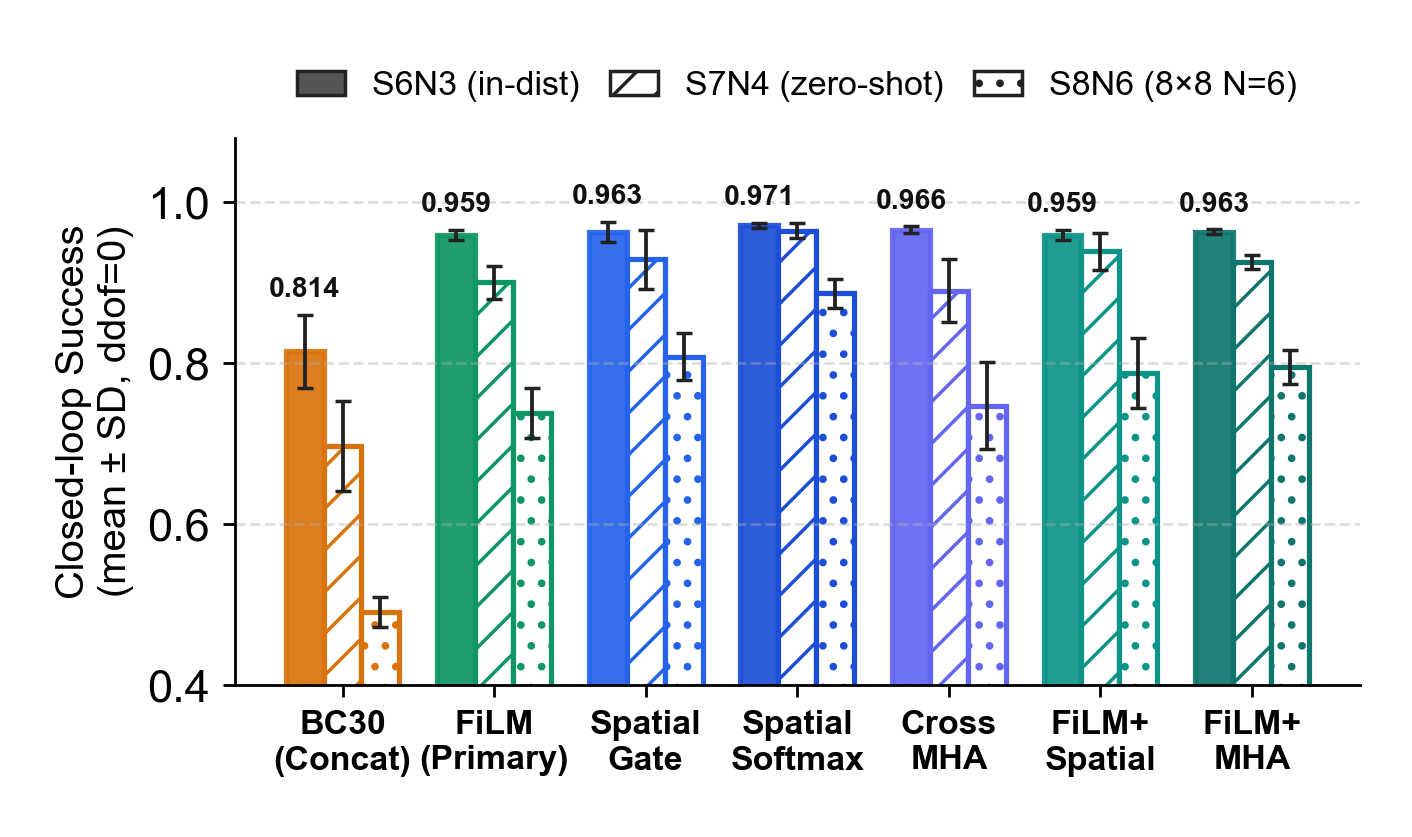 S6N3 (in-dist) S7N4 (zero-shot) S8N6 (8×8 N=6)
Closed-loop Success
(mean ± SD, ddof=0)
1.0
0.8
0.6
0.4
0.814
0.959
0.963
0.971
0.966
0.959
0.963
BC30
(Concat)
FiLM
(Primary)
Spatial
Gate
Spatial
Softmax
Cross
MHA
FiLM+
Spatial
FiLM+
MHA